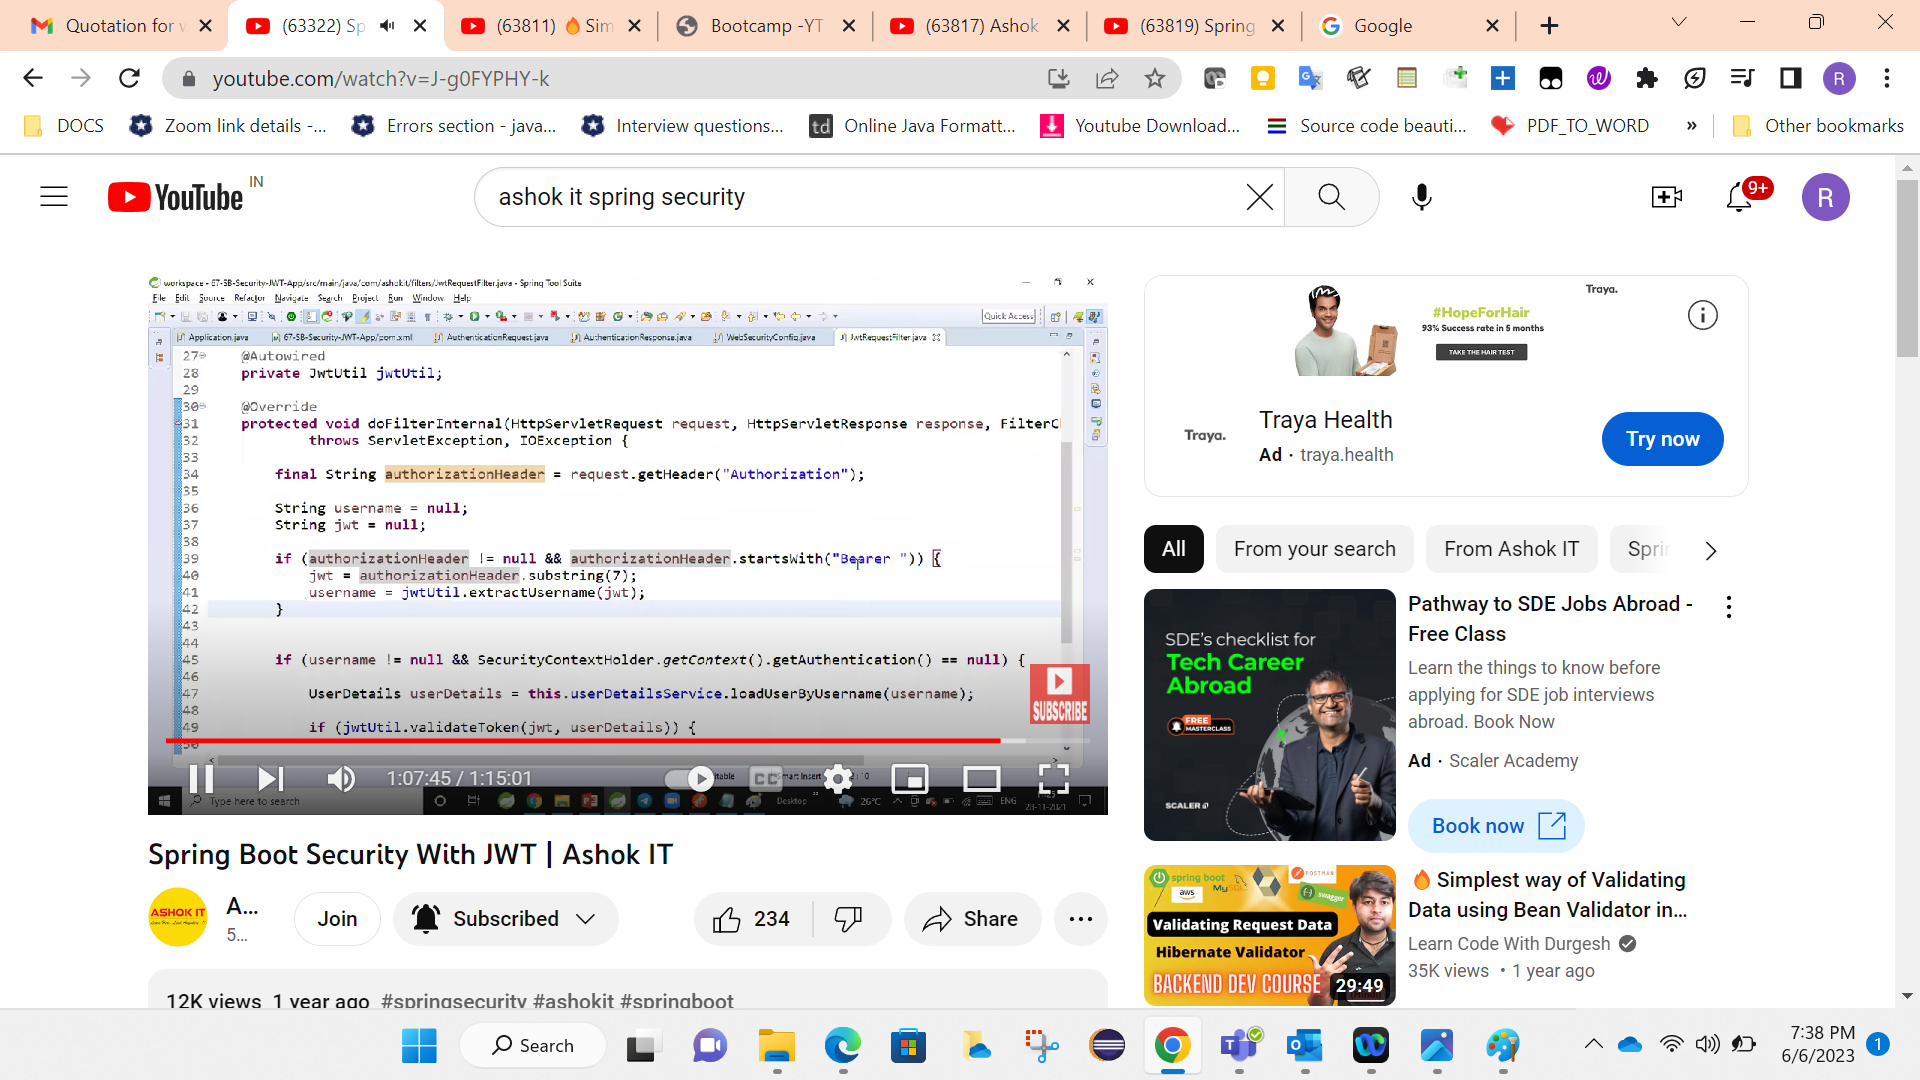 Quotation for
(63322) Sp
(63811) 🔥 Sim
Bootcamp -YT
(63817) Ashok
(63819) Spring
Google
youtube.com/watch?v=J-g0FYPHY-k
R
DOCS
Zoom link details -...
Errors section - java...
Interview questions...
td Online Java Formatt...
Youtube Download...
Source code beauti...
PDF_TO_WORD
»
Other bookmarks
YouTube IN
ashok it spring security
9+
R
workspace - 67-SB-Security-JWT-App/src/main/java/com/ashokit/filters/JwtRequestFilter.java - Spring Tool Suite
File Edit Source Refactor Navigate Search Project Run Window Help
Quick Access
Application.java
67-SB-Security-JWT-App/pom.xml
AuthenticationRequest.java
AuthenticationResponse.java
WebSecurityConfig.java
JwtRequestFilter.java
27 @Autowired
28 private JwtUtil jwtUtil;
29
30 @Override
31 protected void doFilterInternal(HttpServletRequest request, HttpServletResponse response, FilterC
32 throws ServletException, IOException {
33
34 final String authorizationHeader = request.getHeader("Authorization");
35
36 String username = null;
37 String jwt = null;
38
39 if (authorizationHeader != null && authorizationHeader.startsWith("Bearer ")) {
40 jwt = authorizationHeader.substring(7);
41 username = jwtUtil.extractUsername(jwt);
42 }
43
44
45 if (username != null && SecurityContextHolder.getContext().getAuthentication() == null) {
46
47 UserDetails userDetails = this.userDetailsService.loadUserByUsername(username);
48
49 if (jwtUtil.validateToken(jwt, userDetails)) {
50
SUBSCRIBE
1:07:45 / 1:15:01
CC
Smart Insert
Type here to search
Desktop
26°C
ENG
28-11-2021
Spring Boot Security With JWT | Ashok IT
ASHOK IT
A...
5...
Join
Subscribed
234
Share
12K views 1 year ago #springsecurity #ashokit #springboot
Traya.
#HopeForHair
93% Success rate in 5 months
TAKE THE HAIR TEST
Traya.
Traya Health
Ad · traya.health
Try now
All
From your search
From Ashok IT
Sprin
SDE's checklist for
Tech Career
Abroad
FREE
MASTERCLASS
SCALER
Pathway to SDE Jobs Abroad -
Free Class
Learn the things to know before
applying for SDE job interviews
abroad. Book Now
Ad · Scaler Academy
Book now
spring boot
aws
MySQL
POSTMAN
swagger
Validating Request Data
Hibernate Validator
BACKEND DEV COURSE
29:49
🔥 Simplest way of Validating
Data using Bean Validator in...
Learn Code With Durgesh
35K views • 1 year ago
Search
7:38 PM
6/6/2023
1